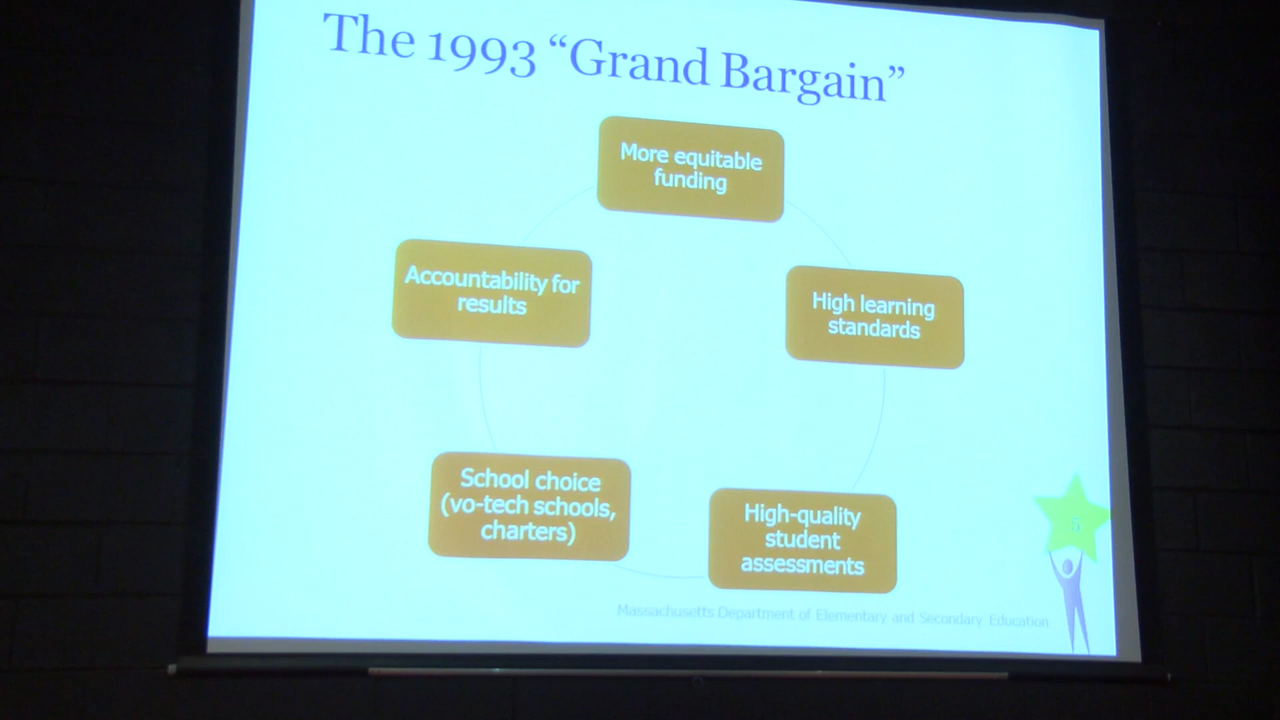 The 1993 “Grand Bargain”
More equitable
funding
Accountability for
results
High learning
standards
School choice
(vo-tech schools,
charters)
High-quality
student
assessments
5
Massachusetts Department of Elementary and Secondary Education